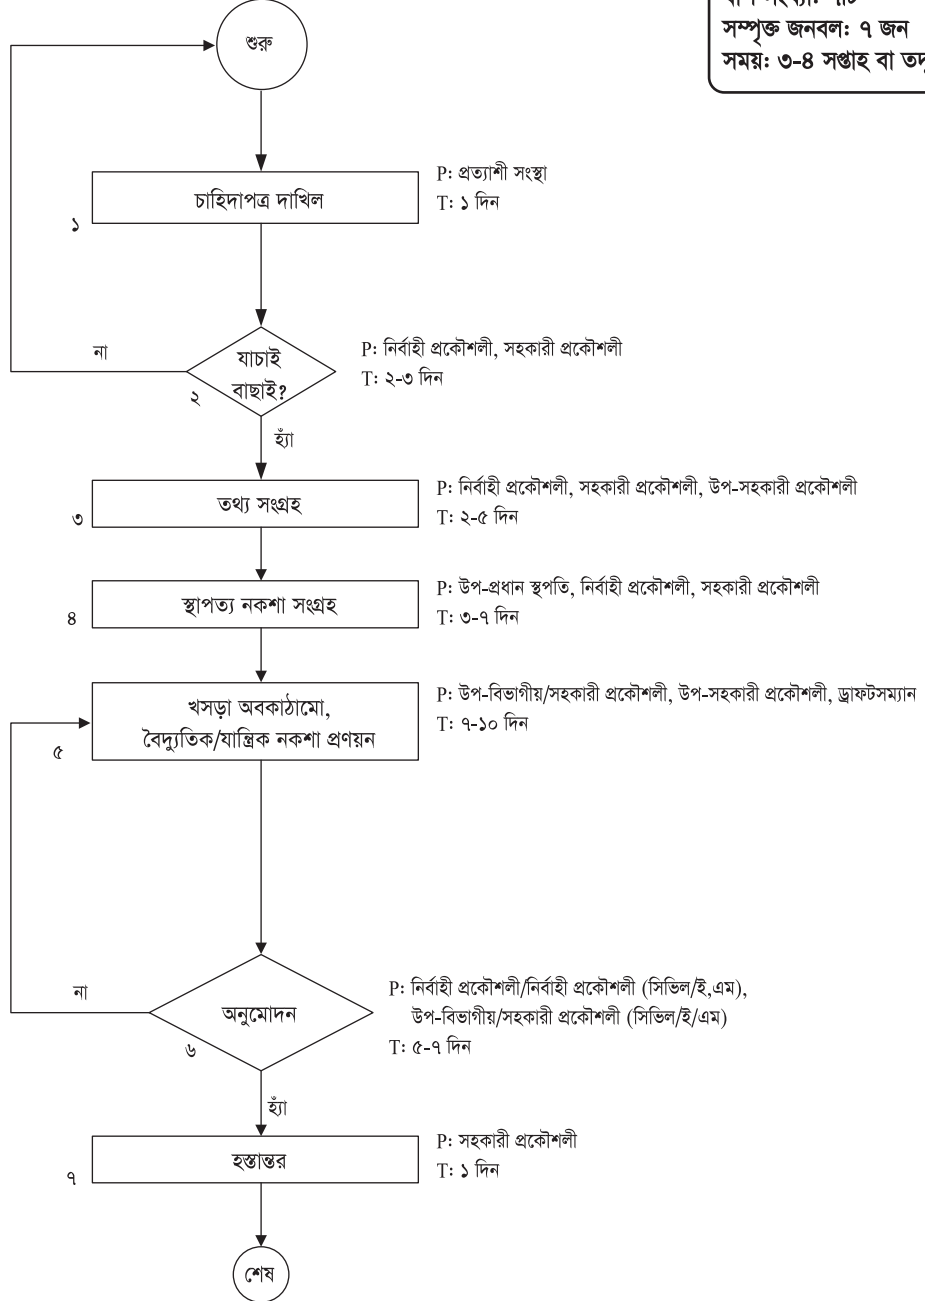 সম্পৃক্ত জনবল: ৭ জন
সময়: ৩-৪ সপ্তাহ বা
শুরু
চাহিদাপত্র দাখিল
১
P: প্রত্যাশী সংস্থা
T: ১ দিন
না
যাচাই
বাছাই?
২
P: নির্বাহী প্রকৌশলী, সহকারী প্রকৌশলী
T: ২-৩ দিন
হ্যাঁ
তথ্য সংগ্রহ
৩
P: নির্বাহী প্রকৌশলী, সহকারী প্রকৌশলী, উপ-সহকারী প্রকৌশলী
T: ২-৫ দিন
স্থাপত্য নকশা সংগ্রহ
৪
P: উপ-প্রধান স্থপতি, নির্বাহী প্রকৌশলী, সহকারী প্রকৌশলী
T: ৩-৭ দিন
খসড়া অবকাঠামো,
বৈদ্যুতিক/যান্ত্রিক নকশা প্রণয়ন
৫
P: উপ-বিভাগীয়/সহকারী প্রকৌশলী, উপ-সহকারী প্রকৌশলী, ড্রাফটসম্যান
T: ৭-১০ দিন
না
অনুমোদন
৬
P: নির্বাহী প্রকৌশলী/নির্বাহী প্রকৌশলী (সিভিল/ই,এম),
উপ-বিভাগীয়/সহকারী প্রকৌশলী (সিভিল/ই/এম)
T: ৫-৭ দিন
হ্যাঁ
হস্তান্তর
৭
P: সহকারী প্রকৌশলী
T: ১ দিন
শেষ